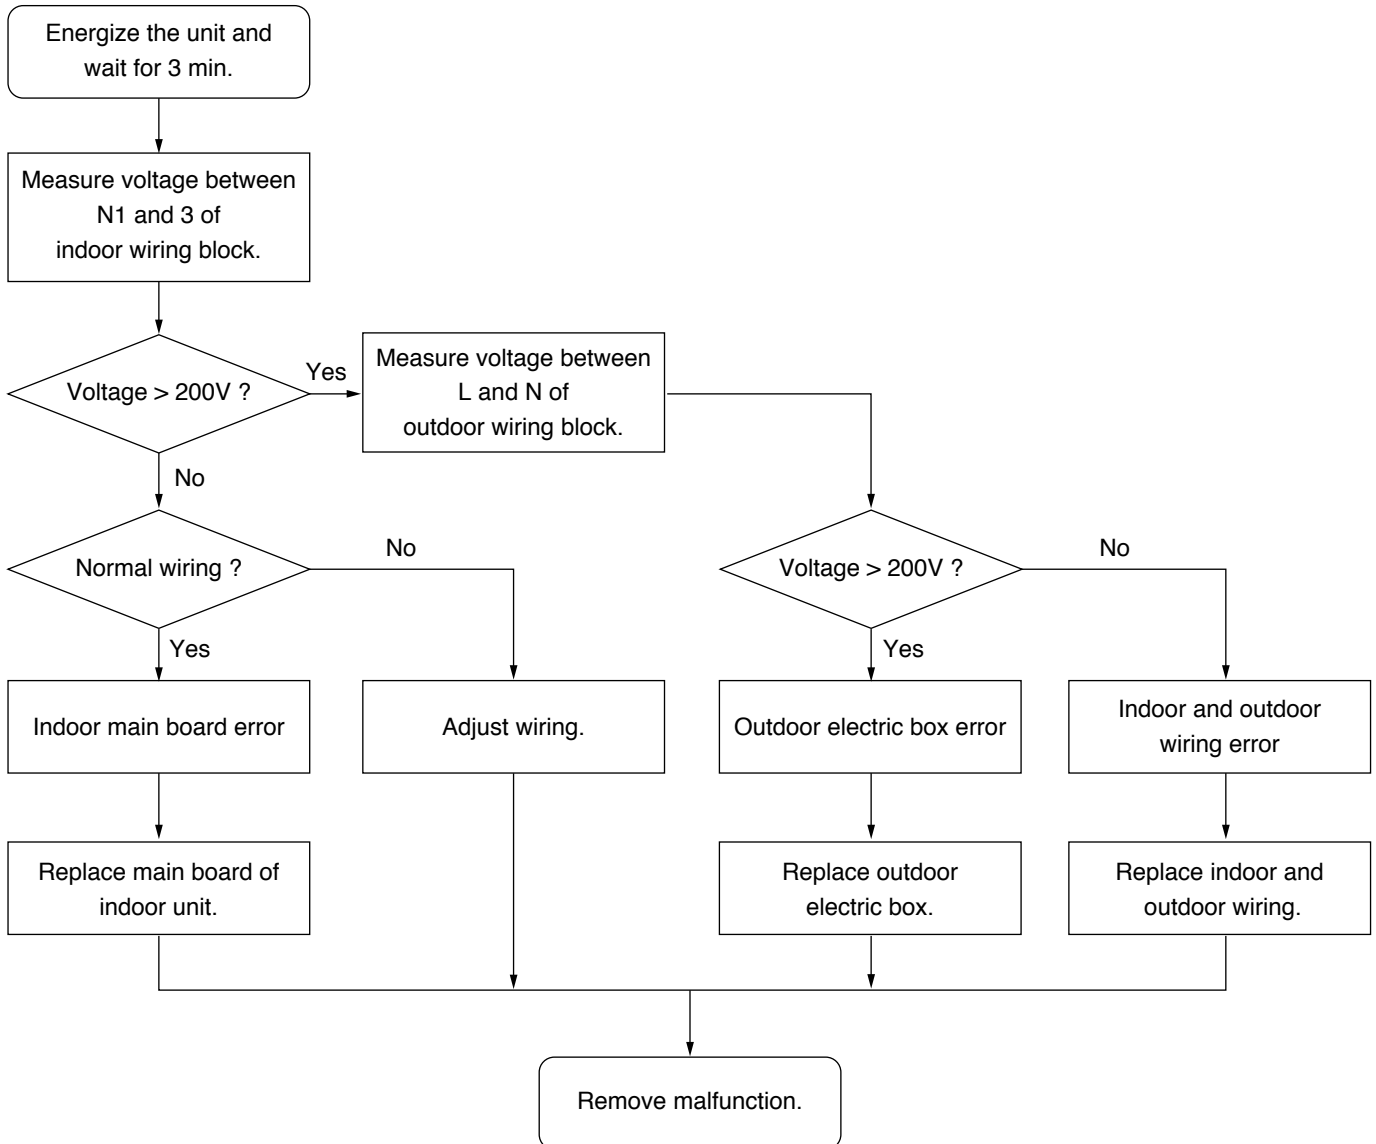 Energize the unit and
wait for 3 min.
Measure voltage between
N1 and 3 of
indoor wiring block.
Voltage > 200V ?
Yes
Measure voltage between
L and N of
outdoor wiring block.
No
Normal wiring ?
No
Voltage > 200V ?
No
Yes
Yes
Indoor main board error
Adjust wiring.
Outdoor electric box error
Indoor and outdoor
wiring error
Replace main board of
indoor unit.
Replace outdoor
electric box.
Replace indoor and
outdoor wiring.
Remove malfunction.